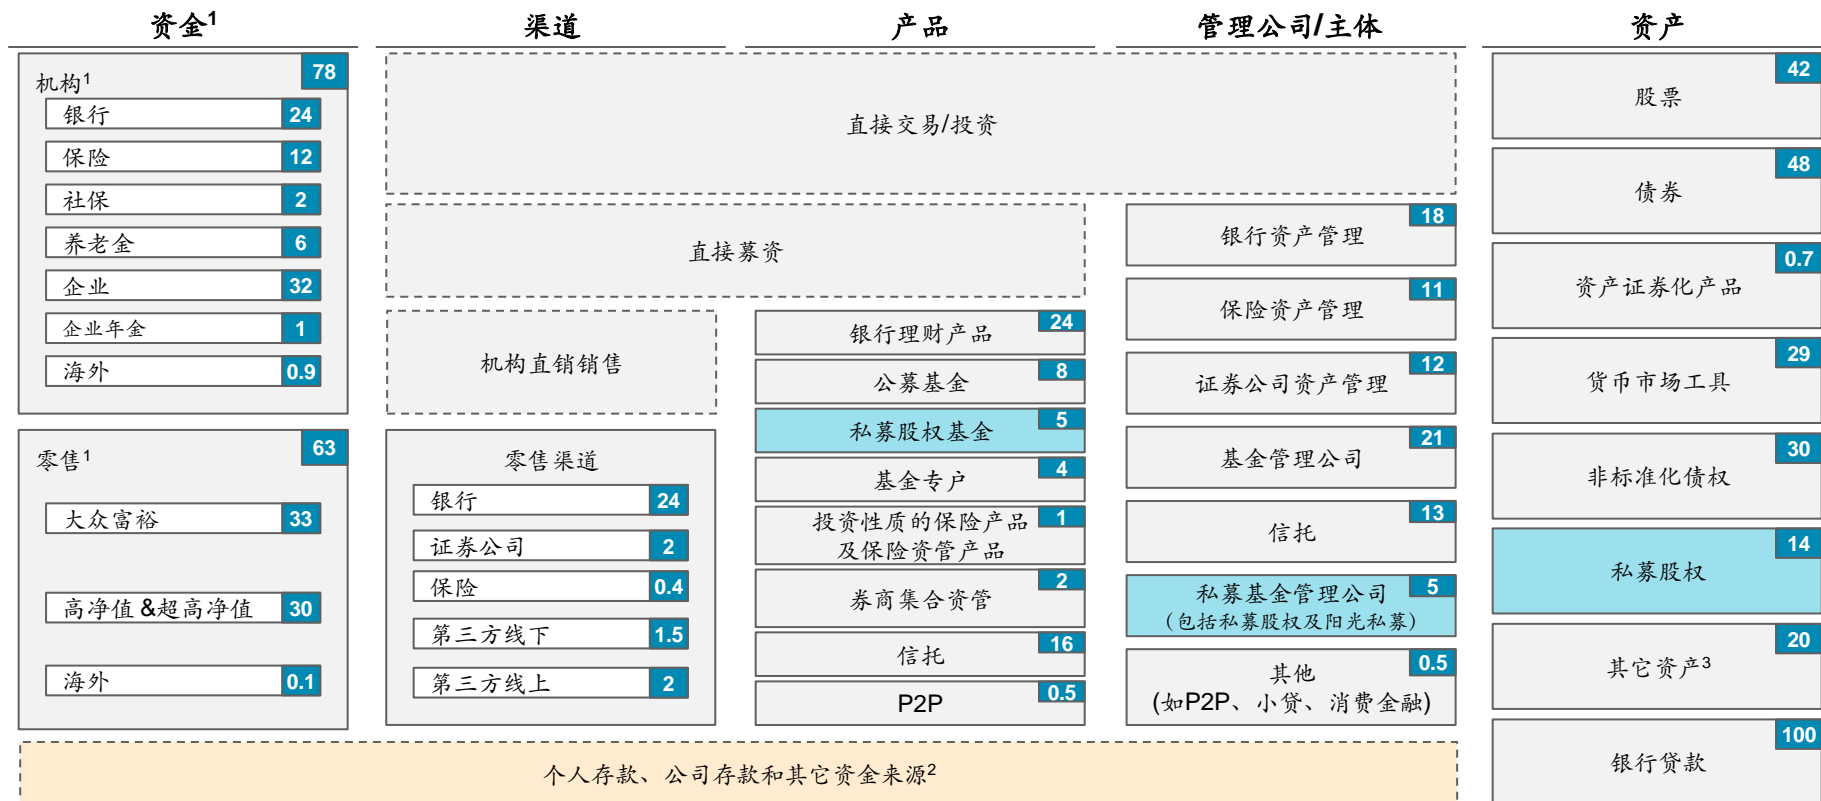 资金1
渠道
产品
管理公司/主体
资产
机构1
78
银行
24
保险
12
社保
2
养老金
6
企业
32
企业年金
1
海外
0.9
零售1
63
大众富裕
33
高净值 &超高净值
30
海外
0.1
直接交易/投资
直接募资
机构直销销售
零售渠道
银行
24
证券公司
2
保险
0.4
第三方线下
1.5
第三方线上
2
银行理财产品
24
公募基金
8
私募股权基金
5
基金专户
4
投资性质的保险产品
及保险资管产品
1
券商集合资管
2
信托
16
P2P
0.5
银行资产管理
18
保险资产管理
11
证券公司资产管理
12
基金管理公司
21
信托
13
私募基金管理公司
(包括私募股权及阳光私募)
5
其他
(如P2P、小贷、消费金融)
0.5
股票
42
债券
48
资产证券化产品
0.7
货币市场工具
29
非标准化债权
30
私募股权
14
其它资产3
20
银行贷款
100
个人存款、公司存款和其它资金来源2